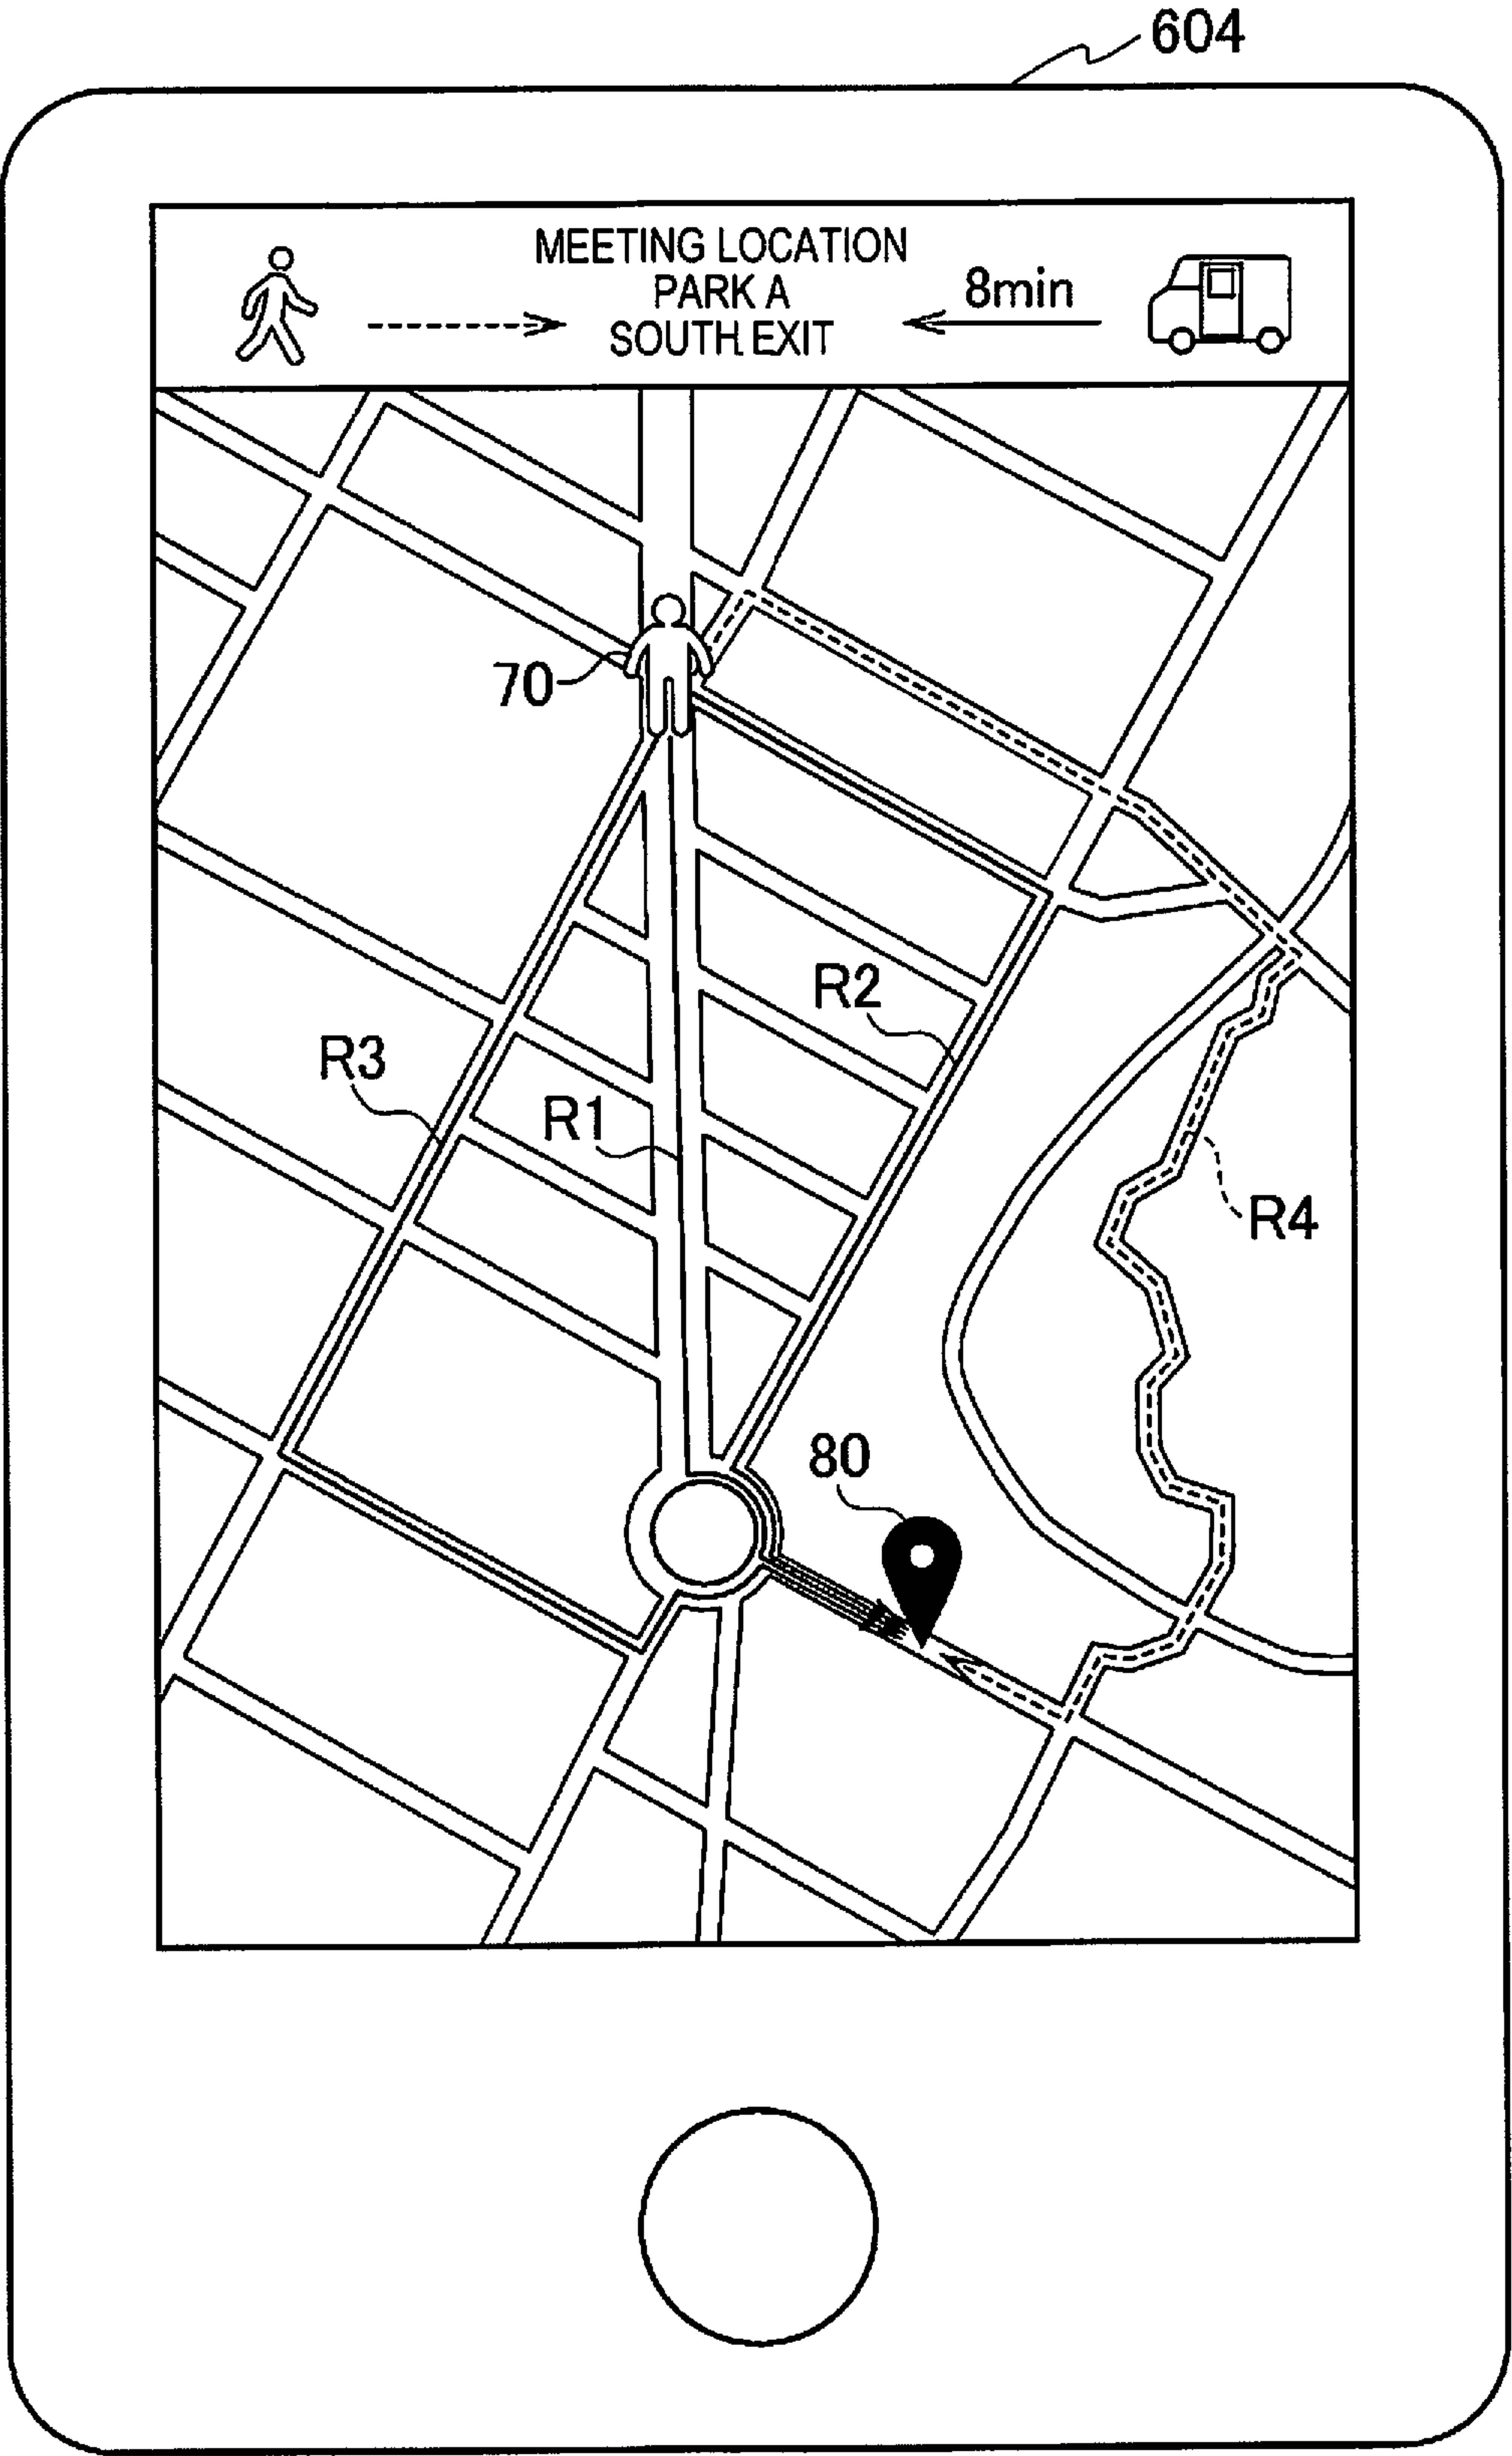 604
MEETING LOCATION
PARK A
SOUTH EXIT
8min
70
R2
R3
R1
R4
80